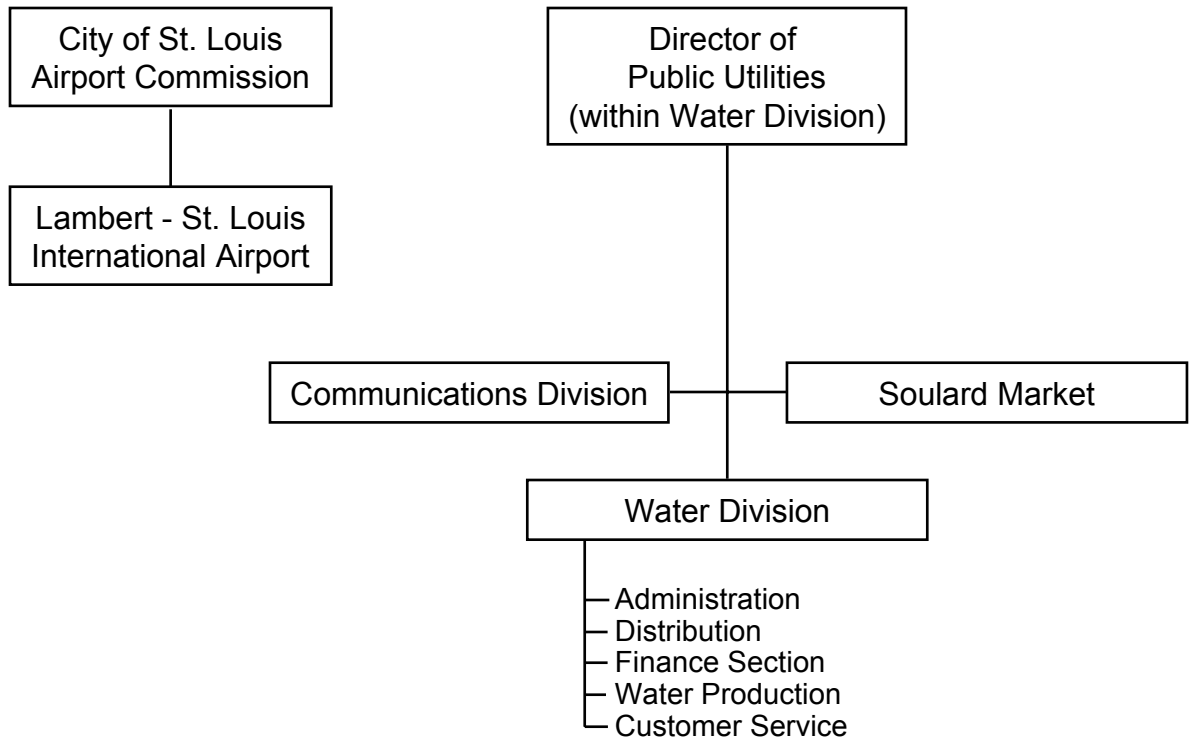 City of St. Louis
Airport Commission
Director of
Public Utilities
(within Water Division)
Lambert - St. Louis
International Airport
Communications Division
Soulard Market
Water Division
Administration
Distribution
Finance Section
Water Production
Customer Service